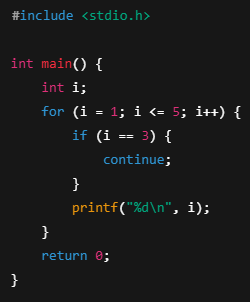 #include <stdio.h>
int main() {
    int i;
    for (i = 1; i <= 5; i++) {
        if (i == 3) {
            continue;
        }
        printf("%d\n", i);
    }
    return 0;
}